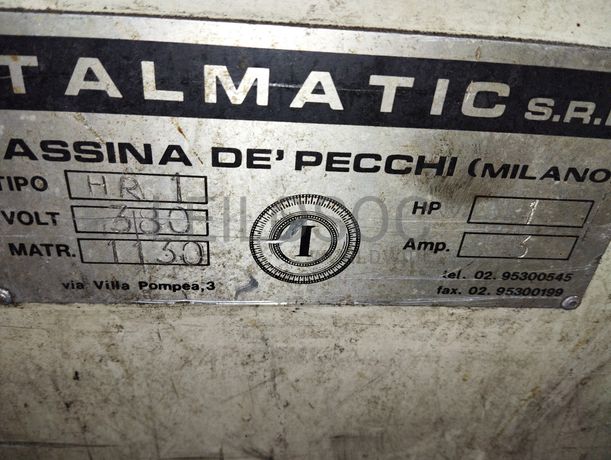 TALMATIC S.R.
ASSINA DE' PECCHI (MILANO
TIPO HR 1
VOLT 380
MATR. 1130
HP 1
Amp. 3
I
via Villa Pompea, 3
tel. 02. 95300545
fax. 02. 95300199